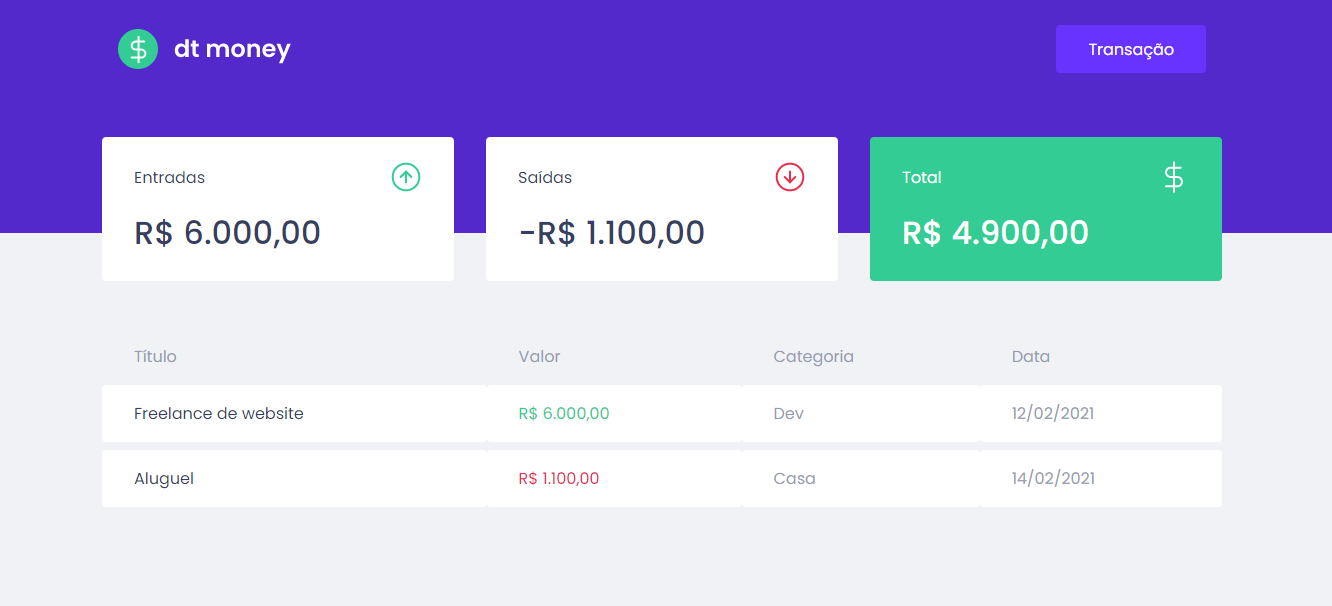 dt money
Transação
Entradas
Saídas
Total
R$ 6.000,00
-R$ 1.100,00
R$ 4.900,00
Título Valor Categoria Data
Freelance de website R$ 6.000,00 Dev 12/02/2021
Aluguel R$ 1.100,00 Casa 14/02/2021